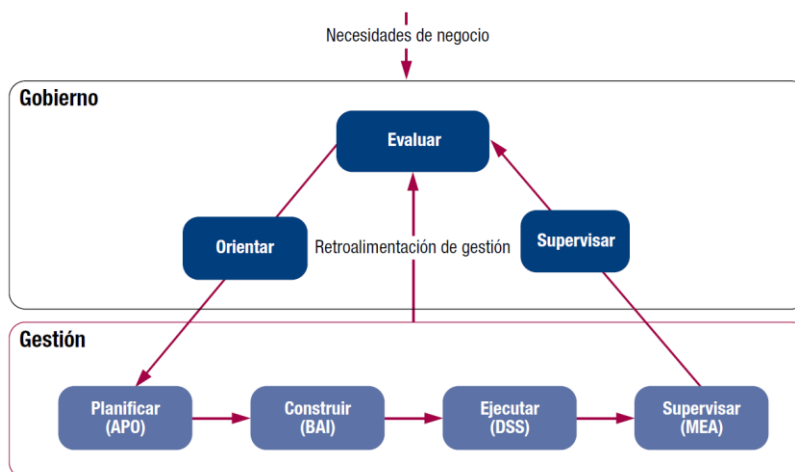 Necesidades de negocio
Gobierno
Evaluar
Orientar
Retroalimentación de gestión
Supervisar
Gestión
Planificar
(APO)
Construir
(BAI)
Ejecutar
(DSS)
Supervisar
(MEA)